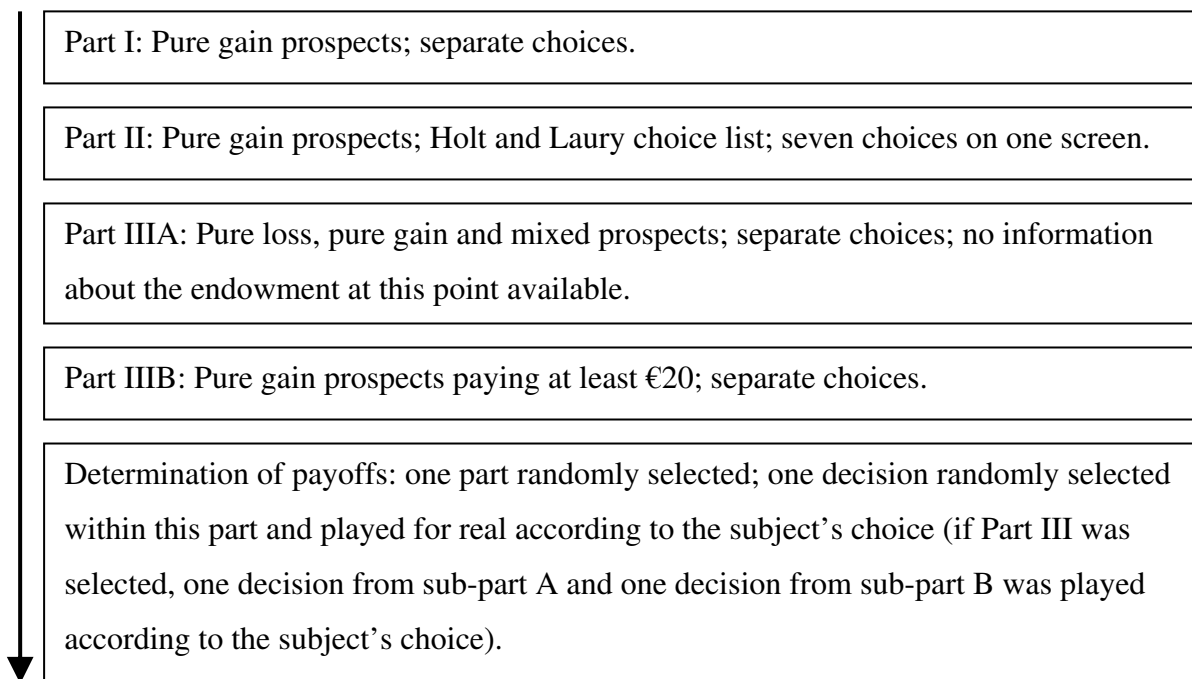 Part I: Pure gain prospects; separate choices.
Part II: Pure gain prospects; Holt and Laury choice list; seven choices on one screen.
Part IIIA: Pure loss, pure gain and mixed prospects; separate choices; no information
about the endowment at this point available.
Part IIIB: Pure gain prospects paying at least €20; separate choices.
Determination of payoffs: one part randomly selected; one decision randomly selected
within this part and played for real according to the subject’s choice (if Part III was
selected, one decision from sub-part A and one decision from sub-part B was played
according to the subject’s choice).